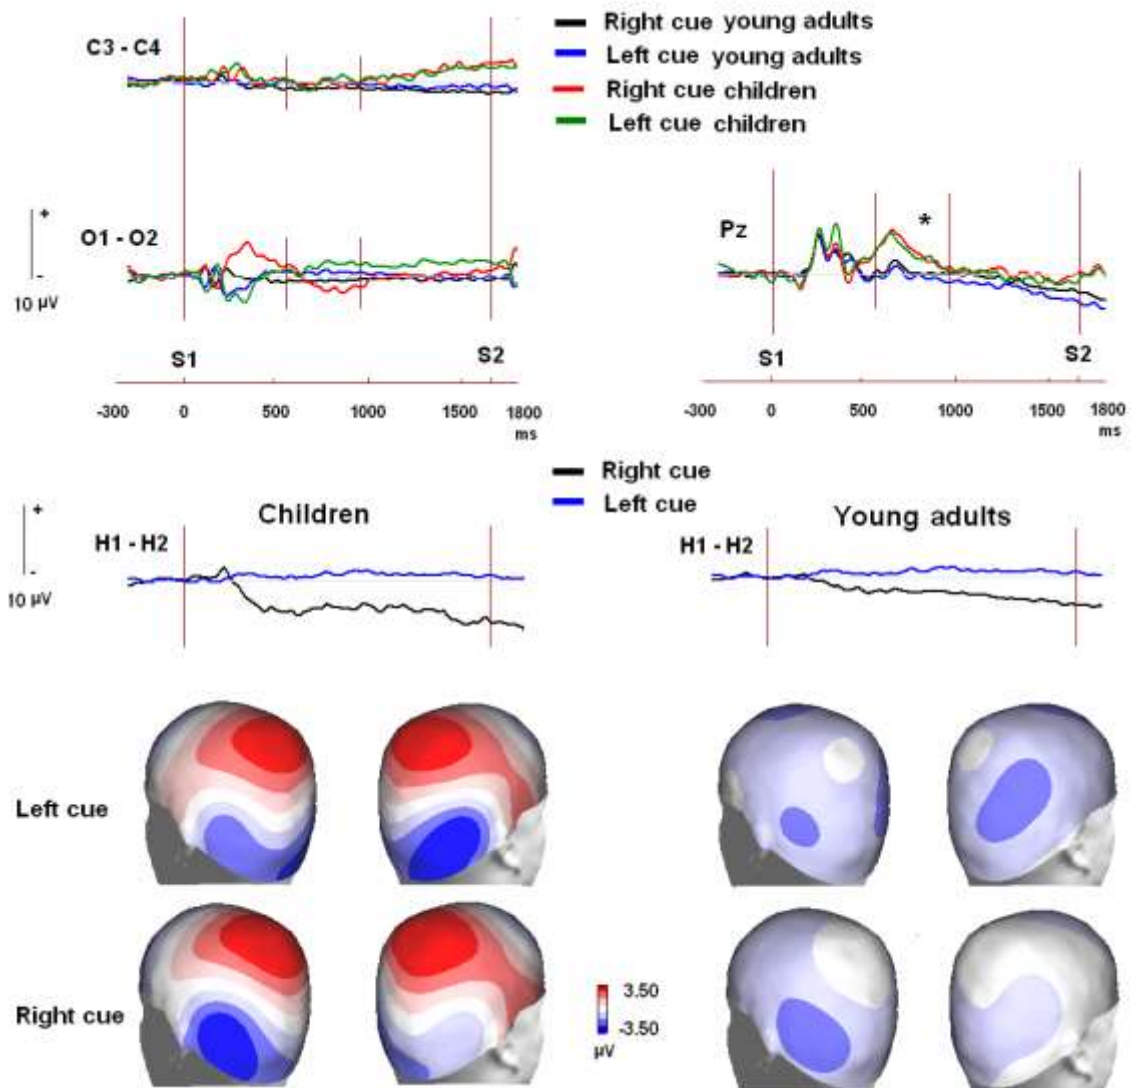 C3 - C4
Right cue young adults
Left cue young adults
Right cue children
Left cue children
+
-
10 µV
O1 - O2
Pz
*
S1
S2
S1
S2
-300 0 500 1000 1500 1800
ms
-300 0 500 1000 1500 1800
ms
Right cue
Left cue
+
-
10 µV
Children
Young adults
H1 - H2
H1 - H2
Left cue
Right cue
3.50
-3.50
µV